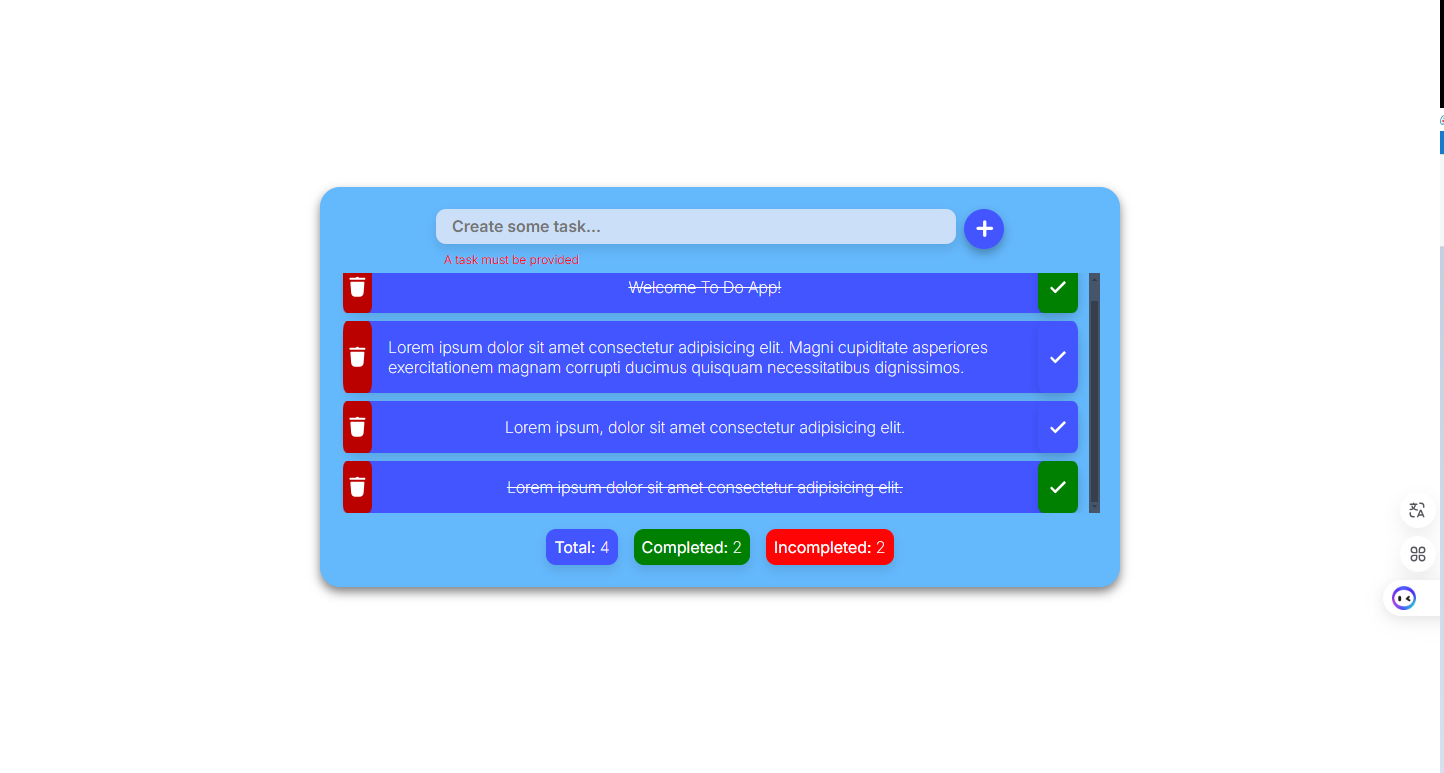 Create some task...
A task must be provided
Welcome To Do App!
Lorem ipsum dolor sit amet consectetur adipisicing elit. Magni cupiditate asperiores
exercitationem magnam corrupti ducimus quisquam necessitatibus dignissimos.
Lorem ipsum, dolor sit amet consectetur adipisicing elit.
Lorem ipsum dolor sit amet consectetur adipisicing elit.
Total: 4 Completed: 2 Incompleted: 2